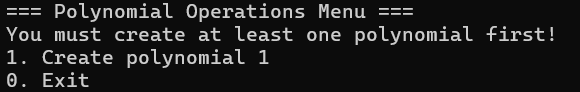 === Polynomial Operations Menu ===
You must create at least one polynomial first!
1. Create polynomial 1
0. Exit